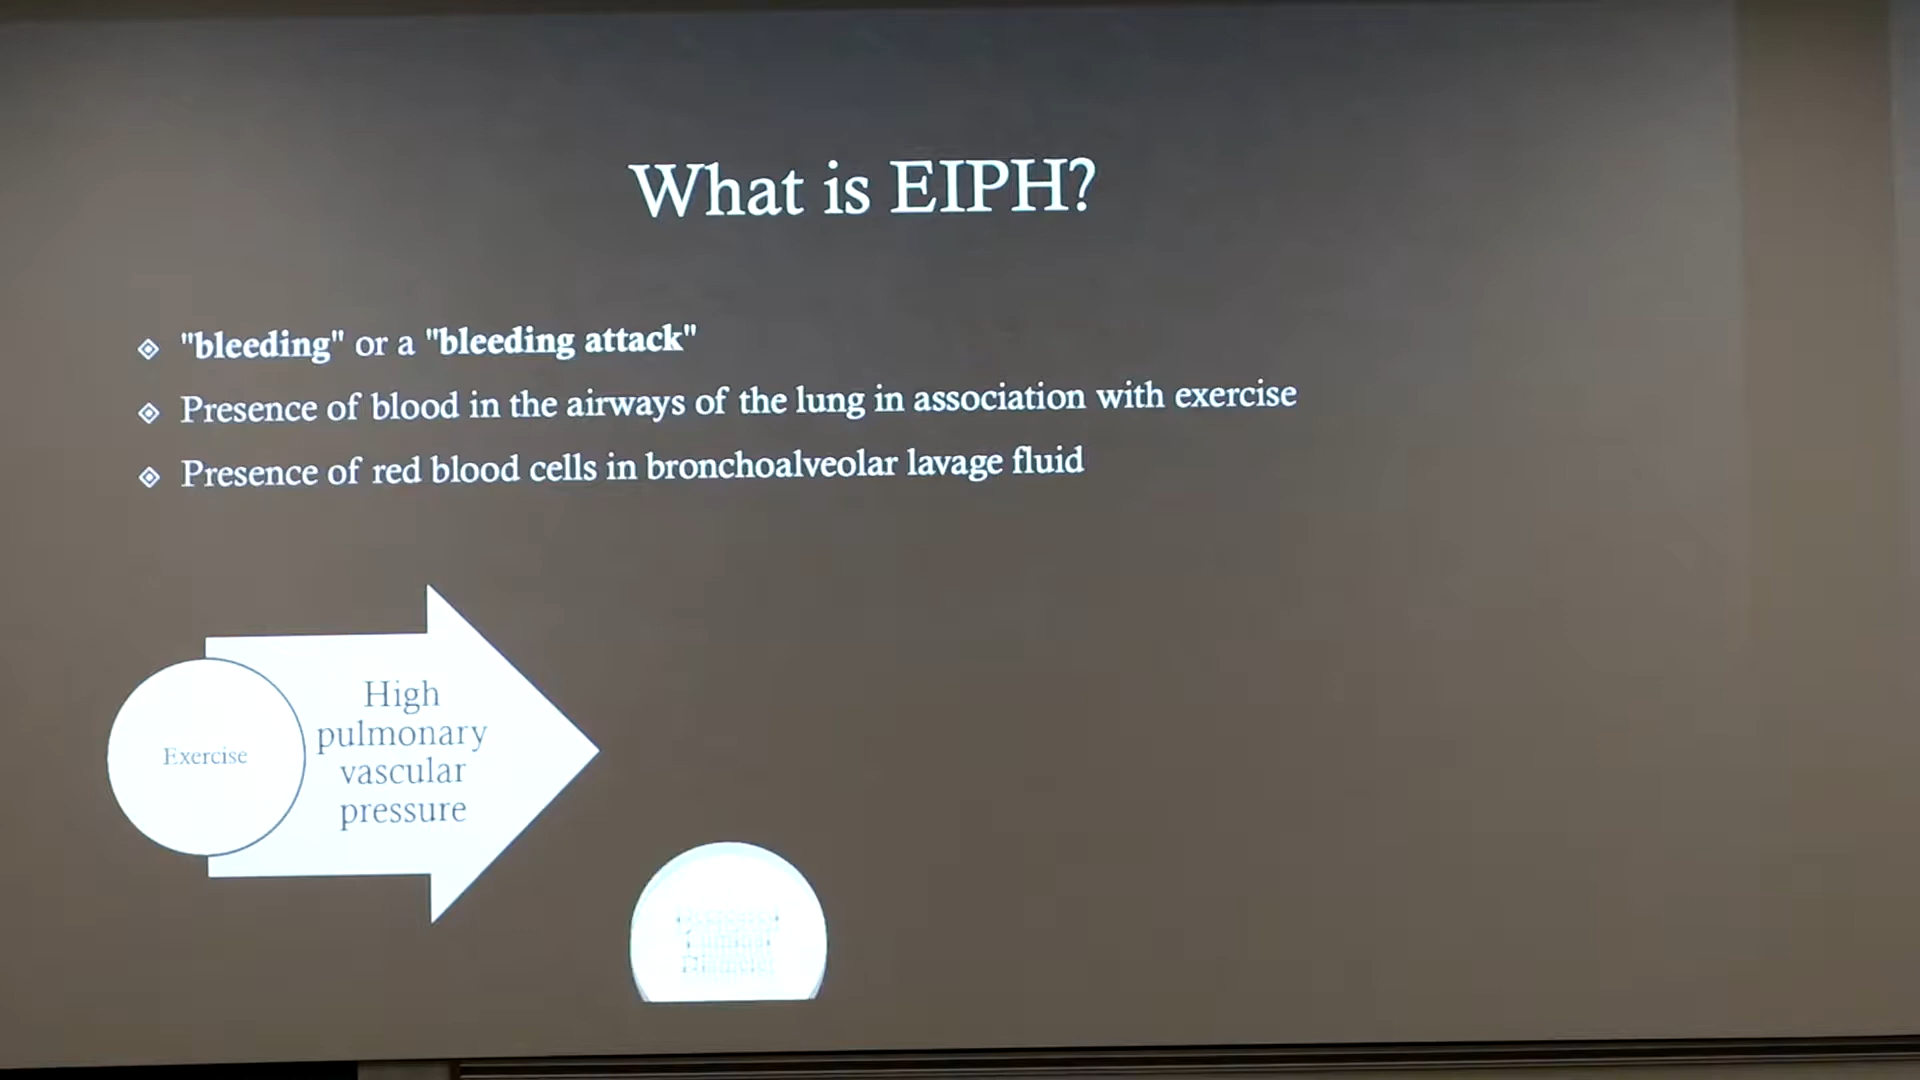 What is EIPH?
"bleeding" or a "bleeding attack"
Presence of blood in the airways of the lung in association with exercise
Presence of red blood cells in bronchoalveolar lavage fluid
Exercise
High
pulmonary
vascular
pressure